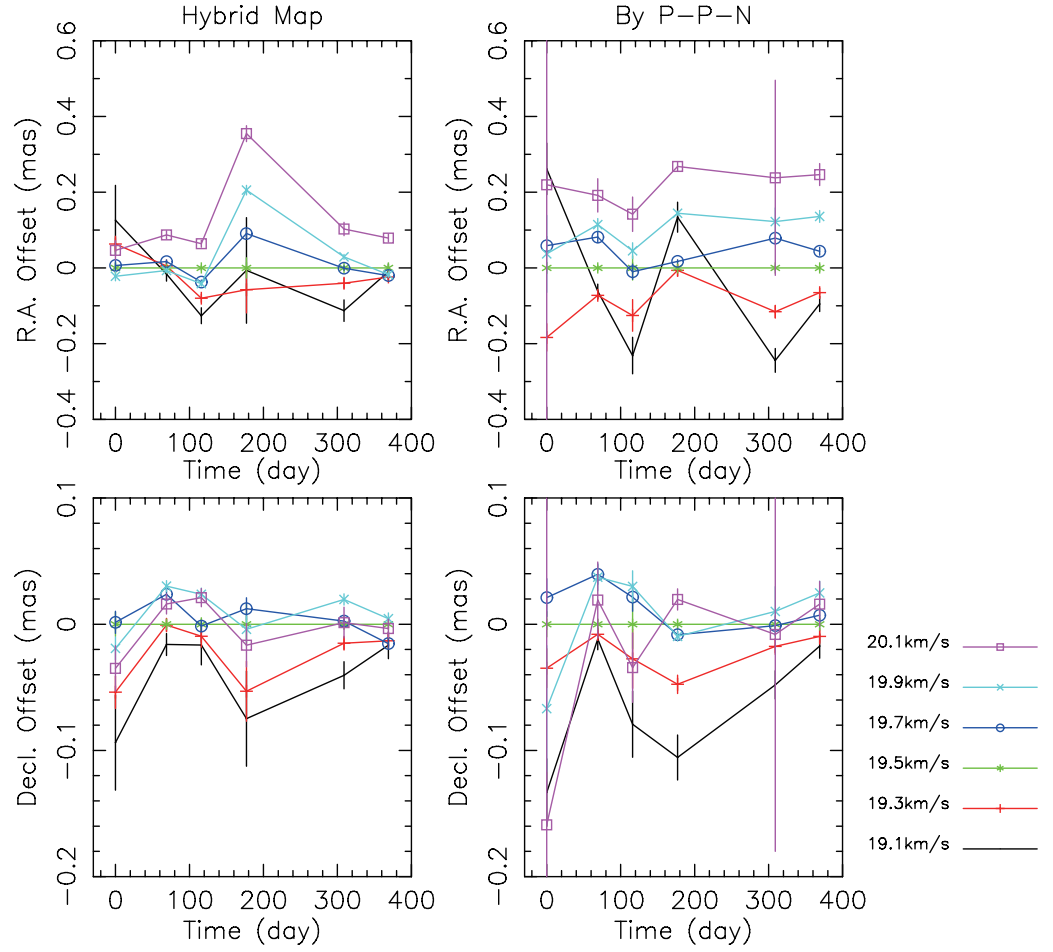 Hybrid Map
By P-P-N
R.A. Offset (mas)
0.6
0.4
0.2
0
-0.2
-0.4
0 100 200 300 400
Time (day)
R.A. Offset (mas)
0.6
0.4
0.2
0
-0.2
-0.4
0 100 200 300 400
Time (day)
Decl. Offset (mas)
0.1
0
-0.1
-0.2
0 100 200 300 400
Time (day)
Decl. Offset (mas)
0.1
0
-0.1
-0.2
0 100 200 300 400
Time (day)
20.1km/s
19.9km/s
19.7km/s
19.5km/s
19.3km/s
19.1km/s